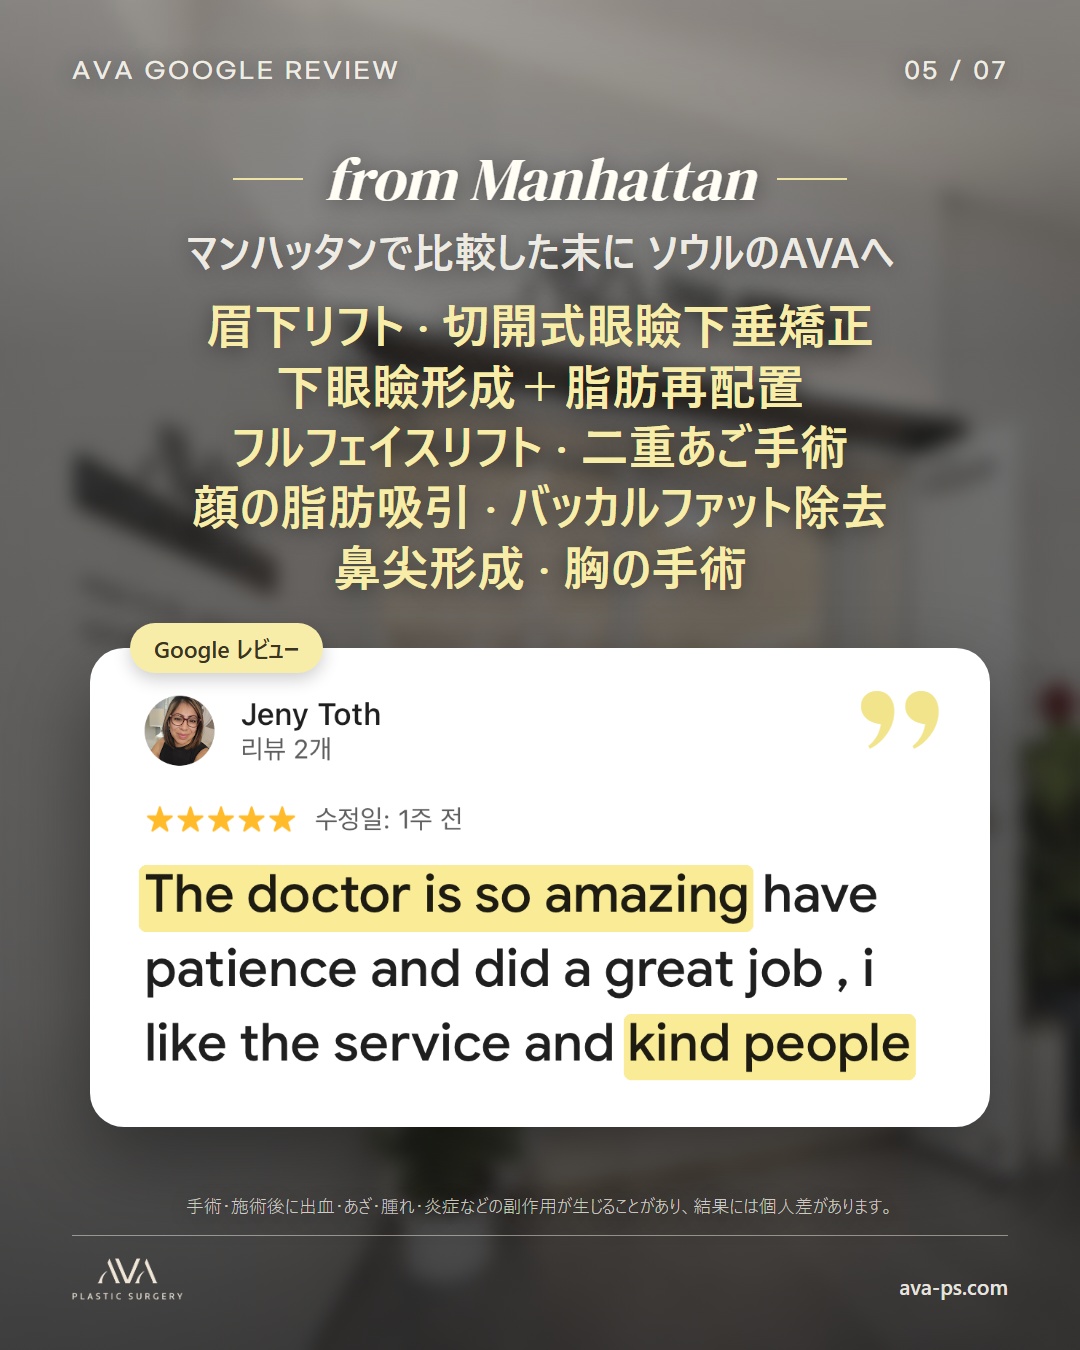 AVA GOOGLE REVIEW
05 / 07
from Manhattan
マンハッタンで比較した末に ソウルのAVAへ
眉下リフト · 切開式眼瞼下垂矯正
下眼瞼形成＋脂肪再配置
フルフェイスリフト · 二重あご手術
顔の脂肪吸引 · バッカルファット除去
鼻尖形成 · 胸の手術
Google レビュー
Jeny Toth
리뷰 2개
수정일: 1주 전
The doctor is so amazing have
patience and did a great job , i
like the service and kind people
手術・施術後に出血・あざ・腫れ・炎症などの副作用が生じることがあり、結果には個人差があります。
AVA
PLASTIC SURGERY
ava-ps.com